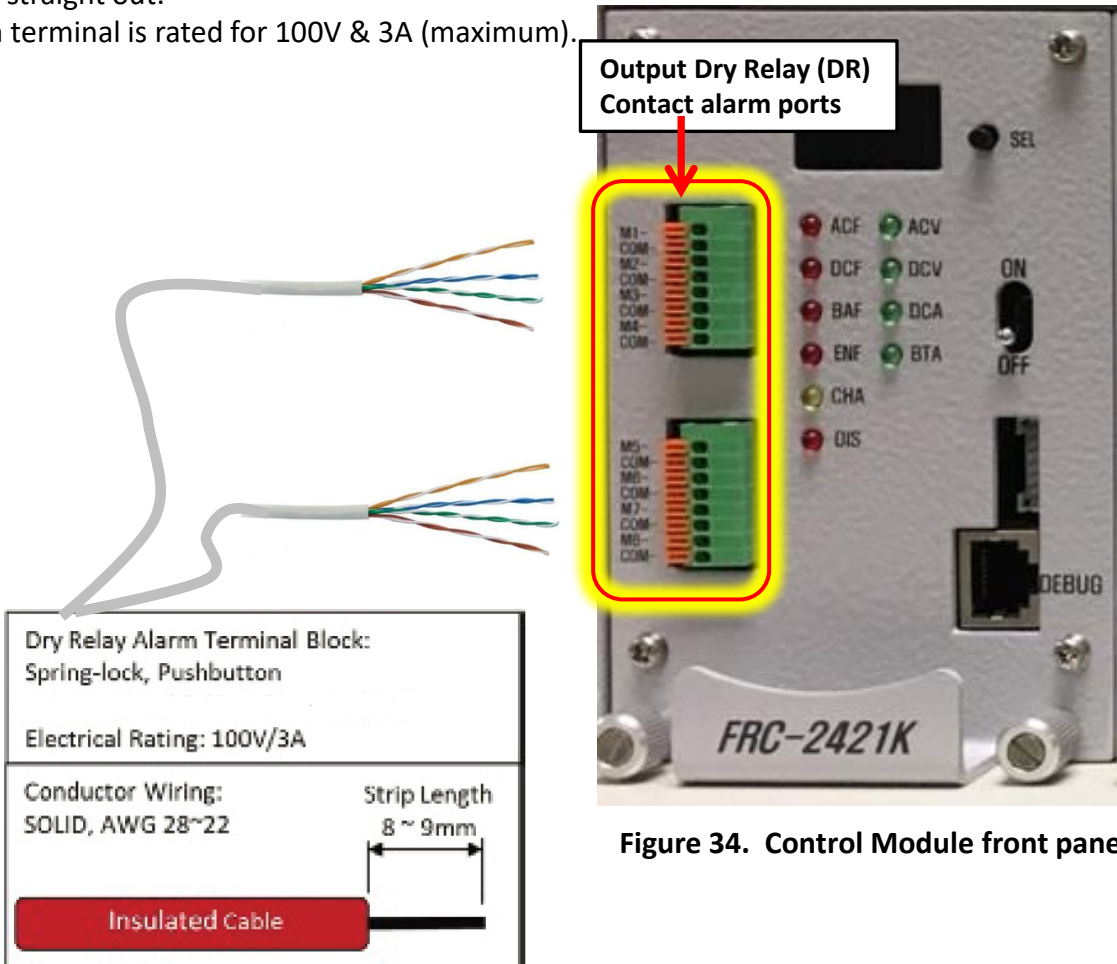 straight out.
terminal is rated for 100V & 3A (maximum).
Output Dry Relay (DR)
Contact alarm ports
SEL
M1-
COM-
M2-
COM-
M3-
COM-
M4-
COM-
ACF ACV
DCF DCV
BAF DCA
ENF BTA
CHA
DIS
ON
OFF
M5-
COM-
M6-
COM-
M7-
COM-
M8-
COM-
DEBUG
FRC-2421K
Dry Relay Alarm Terminal Block:
Spring-lock, Pushbutton
Electrical Rating: 100V/3A
Conductor Wiring:
SOLID, AWG 28~22
Strip Length
8 ~ 9mm
Insulated Cable
Figure 34. Control Module front pane